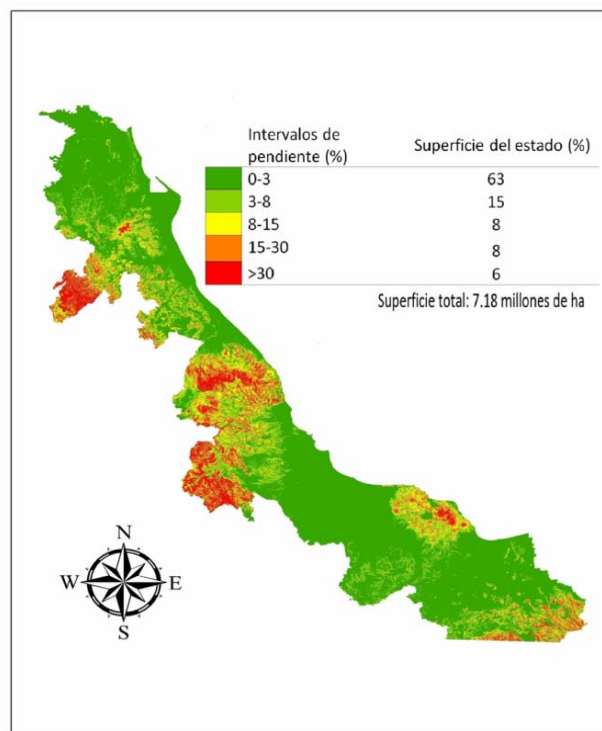 Intervalos de pendiente (%)
Superficie del estado (%)
0-3 63
3-8 15
8-15 8
15-30 8
>30 6
Superficie total: 7.18 millones de ha
N
W E
S